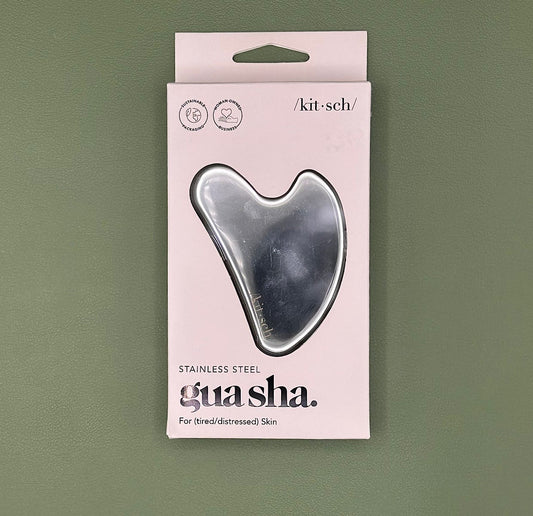 SUSTAINABLE
PACKAGING
WOMAN-OWNED
BUSINESS
/kit·sch/
/kit·sch/
STAINLESS STEEL
gua sha.
For (tired/distressed) Skin